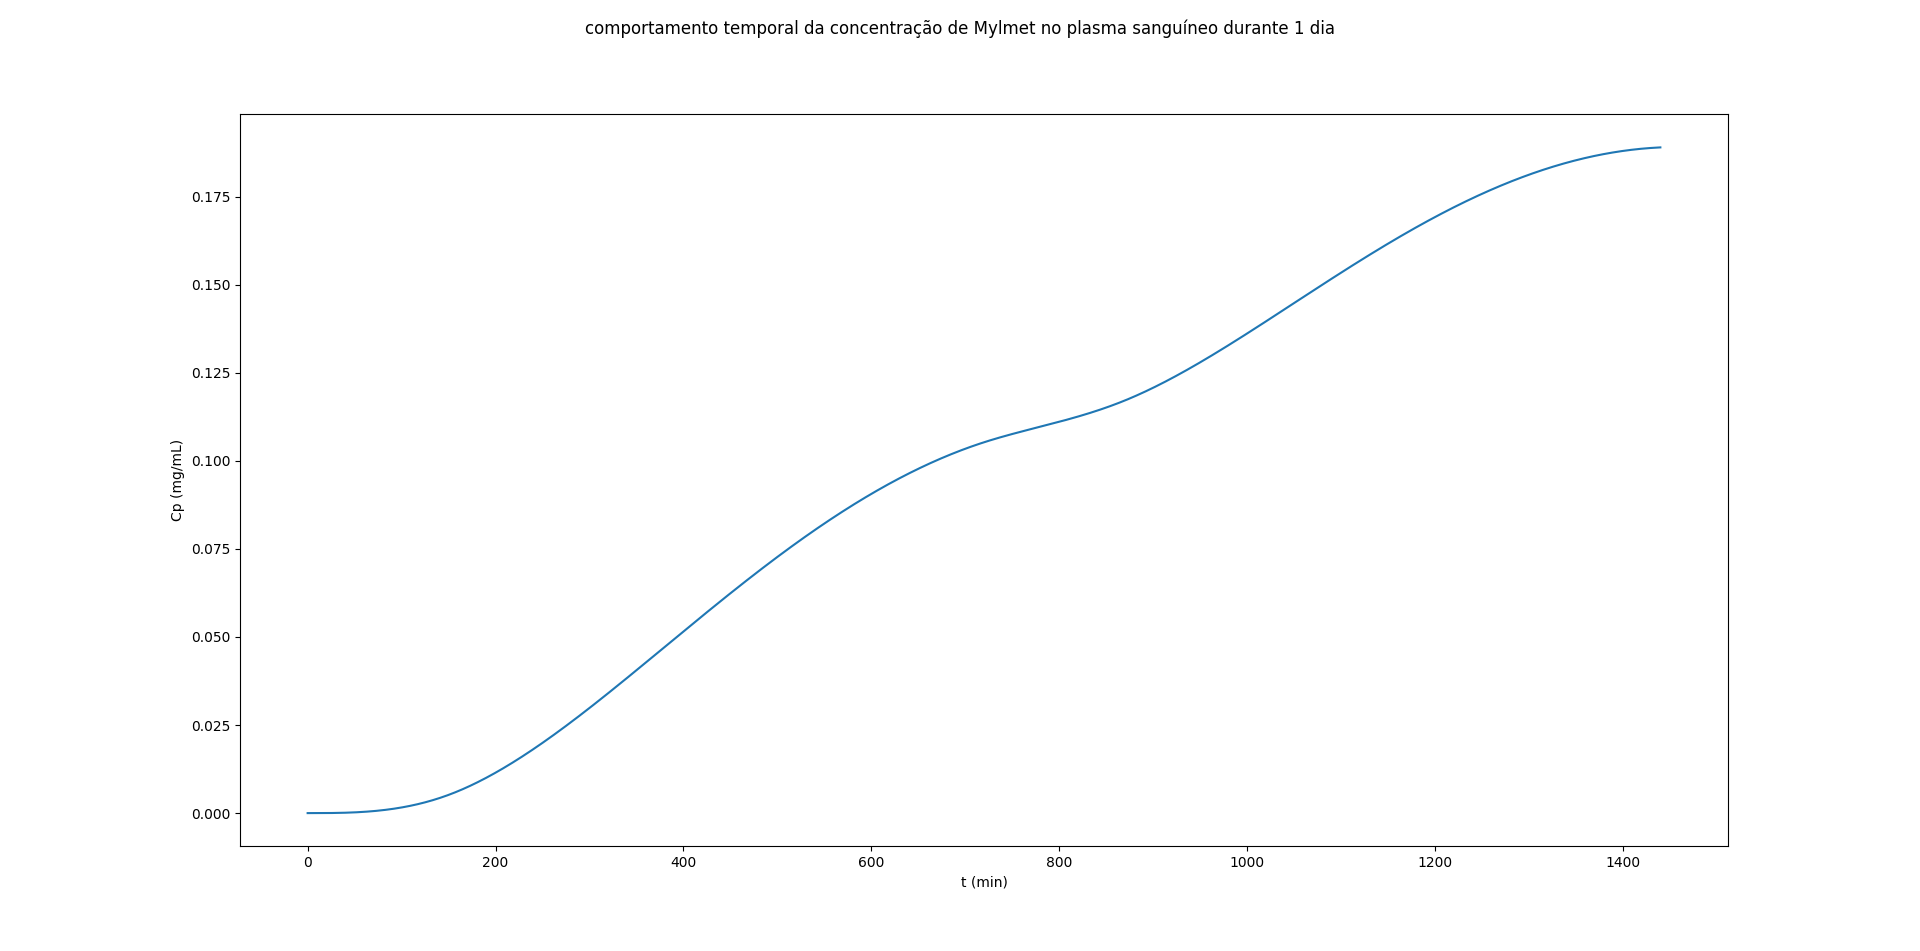 comportamento temporal da concentração de Mylmet no plasma sanguíneo durante 1 dia
0.175
0.150
0.125
0.100
0.075
0.050
0.025
0.000
Cp (mg/mL)
0 200 400 600 800 1000 1200 1400
t (min)